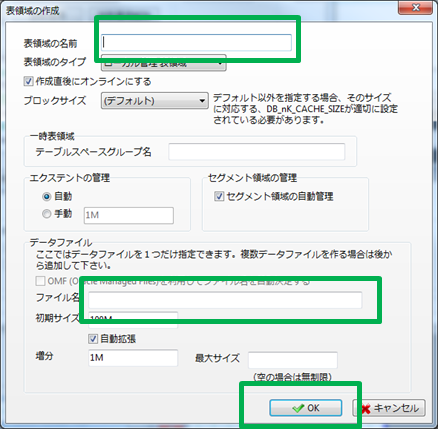 表領域の作成
表領域の名前
表領域のタイプ ローカル管理 表領域
作成直後にオンラインにする
ブロックサイズ (デフォルト) デフォルト以外を指定する場合、そのサイズ
に対応する、DB_nK_CACHE_SIZEが適切に設定
されている必要があります。
一時表領域
テーブルスペースグループ名
エクステントの管理
自動
手動 1M
セグメント領域の管理
セグメント領域の自動管理
データファイル
ここではデータファイルを1つだけ指定できます。複数データファイルを作る場合は後か
ら追加して下さい。
OMF (Oracle Managed Files)を利用してファイル名を自動決定する
ファイル名
初期サイズ 100M
自動拡張
増分 1M 最大サイズ
(空の場合は無制限)
OK キャンセル